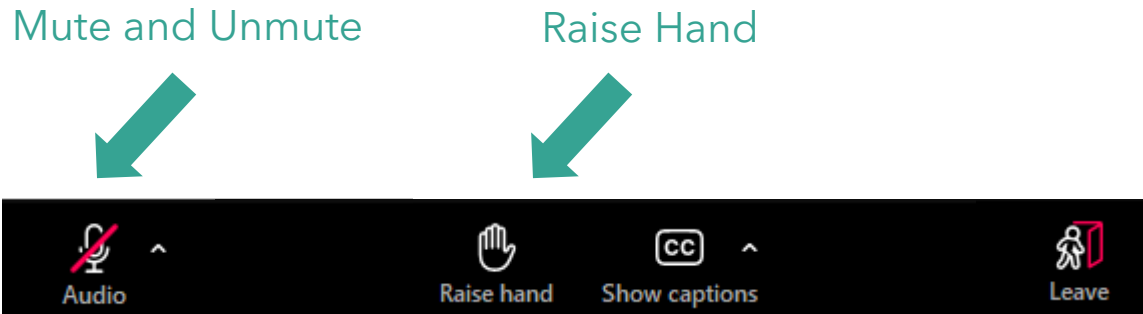 Mute and Unmute
Raise Hand
CC
Audio
Raise hand
Show captions
Leave